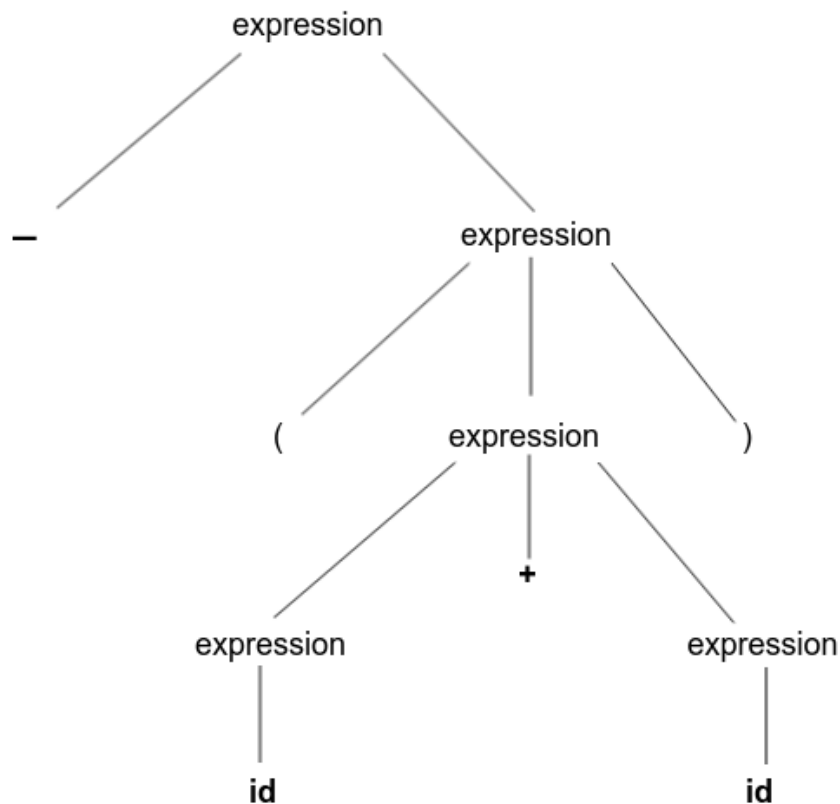 expression
– expression
( expression )
+
expression expression
id id